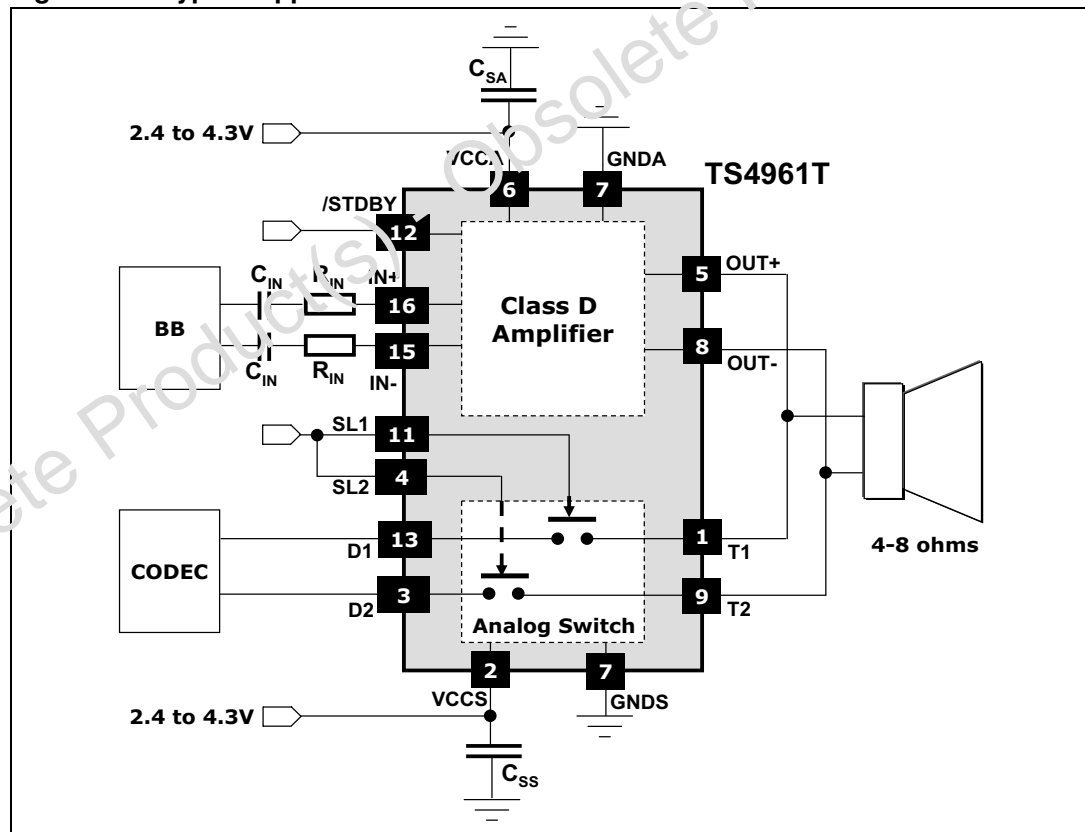 C_SA
2.4 to 4.3V
GNDA
TS4961T
6
7
/STDBY
12
OUT+
5
C_IN
IN+
16
BB
Class D
Amplifier
15
8
OUT-
C_IN
R_IN
IN-
SL1
11
4
SL2
13
1
D1
T1
4-8 ohms
CODEC
3
9
D2
T2
Analog Switch
2
7
VCCS
GNDS
2.4 to 4.3V
C_SS
Obsolete
Product(s)